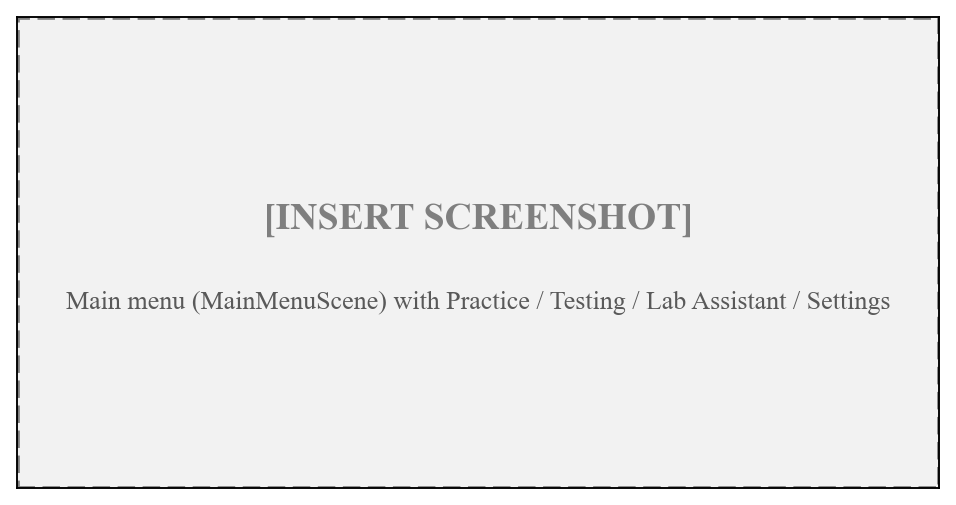 [INSERT SCREENSHOT]
Main menu (MainMenuScene) with Practice / Testing / Lab Assistant / Settings